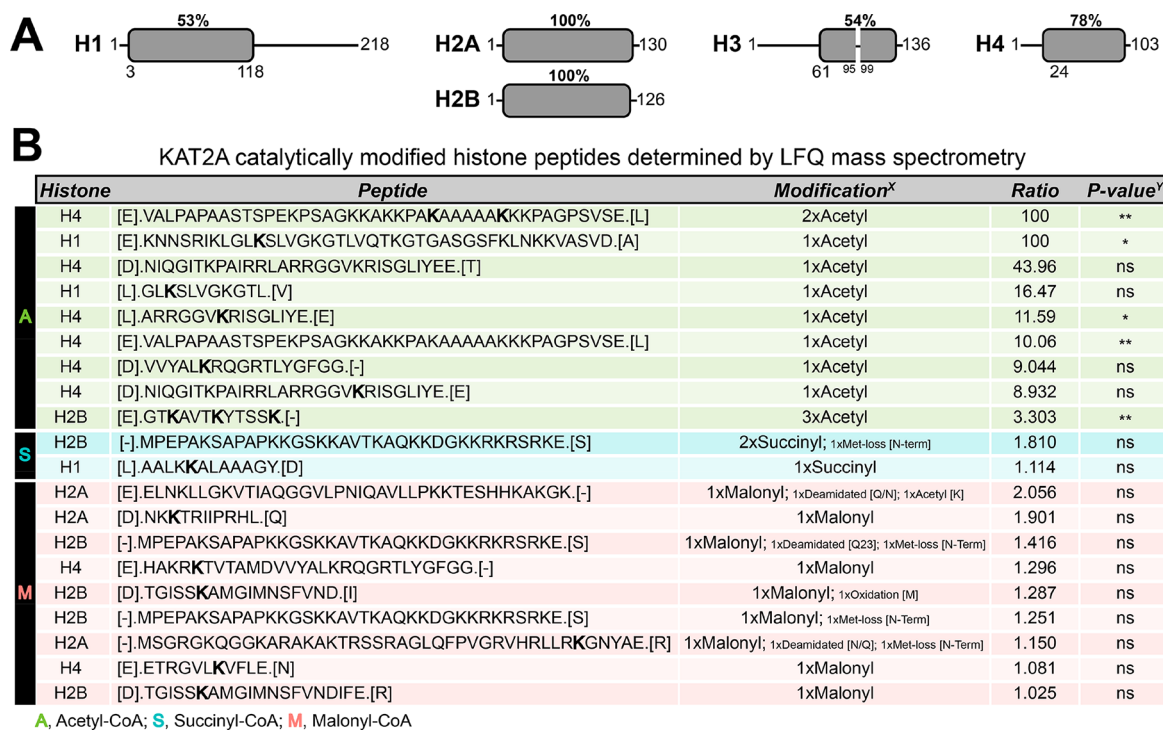 A
53%
100%
54%
78%
H1 1 218
3 118
H2A 1 130
H3 1 136
61 95 99
H4 1 103
24
100%
H2B 1 126
B
KAT2A catalytically modified histone peptides determined by LFQ mass spectrometry
Histone Peptide Modification^X Ratio P-value^Y
A
H4 [E].VALPAPAASTSPEKPSAGKKAKKPAKAAAAAKKKPAGPSVSE.[L] 2xAcetyl 100 **
H1 [E].KNNSRIKLGLKSLVGKGTLVQTKGTGASGSFKLNKKVASVD.[A] 1xAcetyl 100 *
H4 [D].NIQGITKPAIRRLARRGGVKRISGLIYEE.[T] 1xAcetyl 43.96 ns
H1 [L].GLKSLVGKGTL.[V] 1xAcetyl 16.47 ns
H4 [L].ARRGGVKRISGLIYE.[E] 1xAcetyl 11.59 *
H4 [E].VALPAPAASTSPEKPSAGKKAKKPAKAAAAAKKKPAGPSVSE.[L] 1xAcetyl 10.06 **
H4 [D].VVYALKRQGRTLYGFGG.[-] 1xAcetyl 9.044 ns
H4 [D].NIQGITKPAIRRLARRGGVKRISGLIYE.[E] 1xAcetyl 8.932 ns
H2B [E].GTKAVTKYTSSK.[-] 3xAcetyl 3.303 **
S
H2B [-].MPEPAKSAPAPKKGSKKAVTKAQKKDGKKRKRSRKE.[S] 2xSuccinyl; 1xMet-loss [N-term] 1.810 ns
H1 [L].AALKKALAAAGY.[D] 1xSuccinyl 1.114 ns
M
H2A [E].ELNKLLGKVTIAQGGVLPNIQAVLLPKKTESHHKAKGK.[-] 1xMalonyl; 1xDeamidated [Q/N]; 1xAcetyl [K] 2.056 ns
H2A [D].NKKTRIIPRHL.[Q] 1xMalonyl 1.901 ns
H2B [-].MPEPAKSAPAPKKGSKKAVTKAQKKDGKKRKRSRKE.[S] 1xMalonyl; 1xDeamidated [Q23]; 1xMet-loss [N-Term] 1.416 ns
H4 [E].HAKRKTVTAMDVVYALKRQGRTLYGFGG.[-] 1xMalonyl 1.296 ns
H2B [D].TGISSKAMGIMNSFVND.[I] 1xMalonyl; 1xOxidation [M] 1.287 ns
H2B [-].MPEPAKSAPAPKKGSKKAVTKAQKKDGKKRKRSRKE.[S] 1xMalonyl; 1xMet-loss [N-Term] 1.251 ns
H2A [-].MSGRGKQGGKARAKAKTRSSRAGLQFPVGRVHRLLRKGNYAE.[R] 1xMalonyl; 1xDeamidated [N/Q]; 1xMet-loss [N-Term] 1.150 ns
H4 [E].ETRGVLKVFLE.[N] 1xMalonyl 1.081 ns
H2B [D].TGISSKAMGIMNSFVNDIFE.[R] 1xMalonyl 1.025 ns
A, Acetyl-CoA; S, Succinyl-CoA; M, Malonyl-CoA